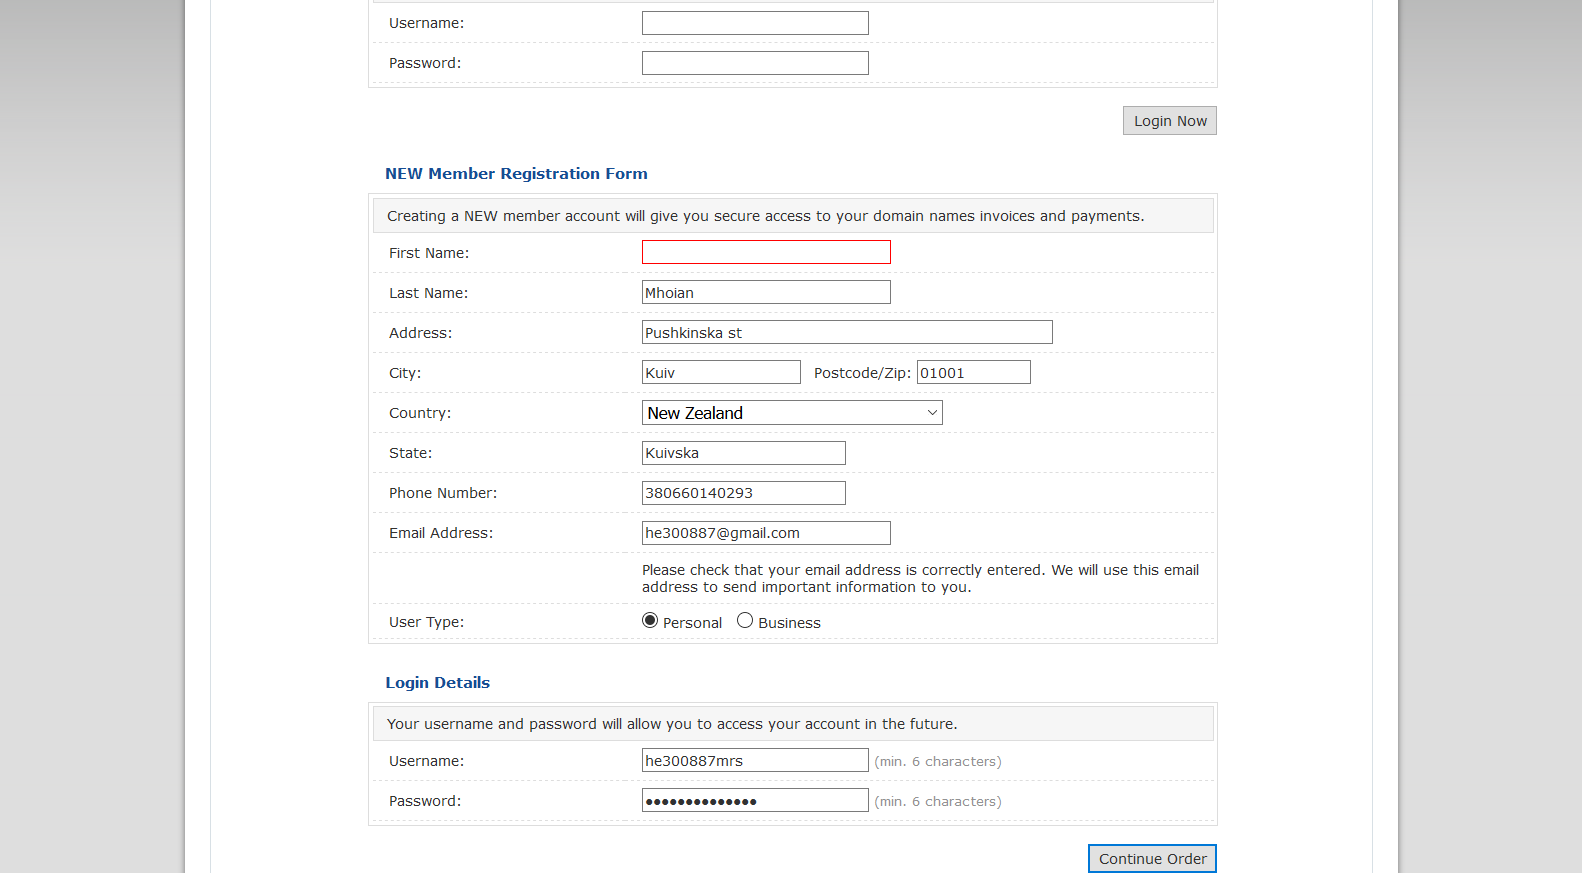 Username:
Password:
Login Now
NEW Member Registration Form
Creating a NEW member account will give you secure access to your domain names invoices and payments.
First Name:
Last Name: Mhoian
Address: Pushkinska st
City: Kuiv Postcode/Zip: 01001
Country: New Zealand
State: Kuivska
Phone Number: 380660140293
Email Address: he300887@gmail.com
Please check that your email address is correctly entered. We will use this email
address to send important information to you.
User Type: Personal Business
Login Details
Your username and password will allow you to access your account in the future.
Username: he300887mrs (min. 6 characters)
Password: ●●●●●●●●●●●●●● (min. 6 characters)
Continue Order